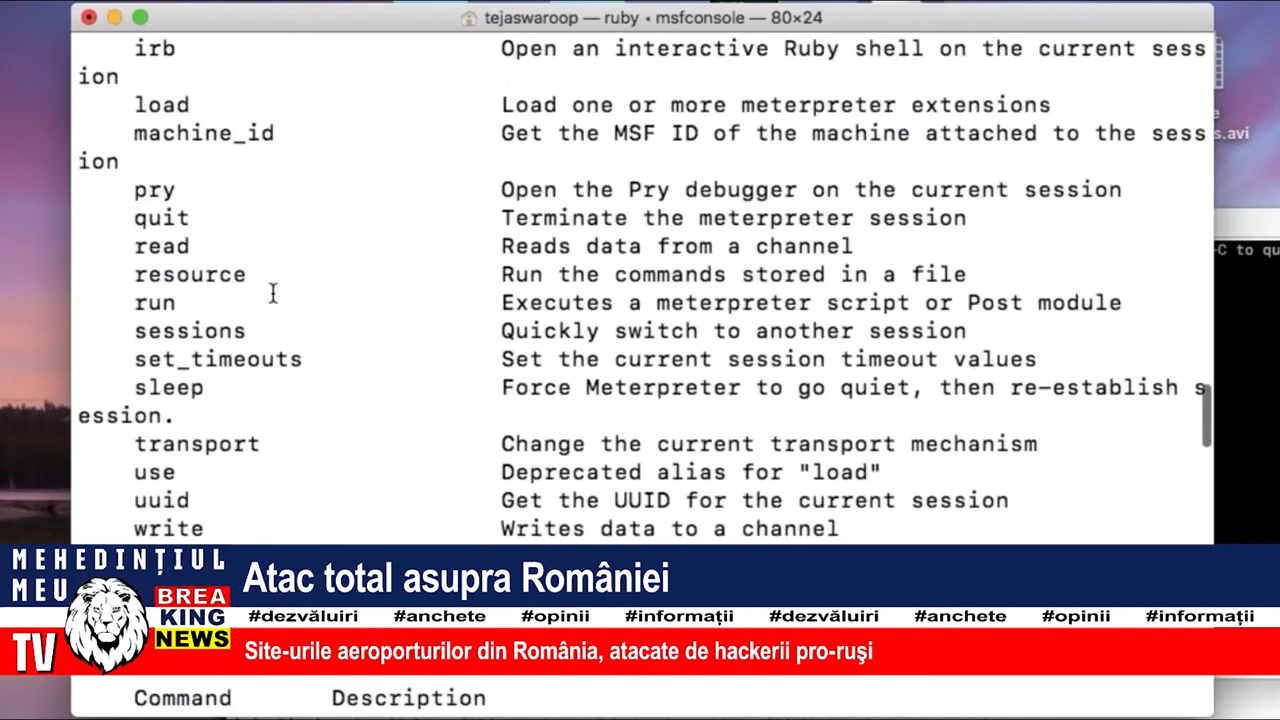 tejaswaroop — ruby • msfconsole — 80×24
irb Open an interactive Ruby shell on the current sess
ion
load Load one or more meterpreter extensions
machine_id Get the MSF ID of the machine attached to the sess
ion
pry Open the Pry debugger on the current session
quit Terminate the meterpreter session
read Reads data from a channel
resource Run the commands stored in a file
run Executes a meterpreter script or Post module
sessions Quickly switch to another session
set_timeouts Set the current session timeout values
sleep Force Meterpreter to go quiet, then re-establish s
ession.
transport Change the current transport mechanism
use Deprecated alias for "load"
uuid Get the UUID for the current session
write Writes data to a channel
s.avi
-C to qu
MEHEDINȚIUL
MEU
TV
BREA
KING
NEWS
Atac total asupra României
#dezvăluiri #anchete #opinii #informații #dezvăluiri #anchete #opinii #informații
Site-urile aeroporturilor din România, atacate de hackerii pro-ruşi
Command Description